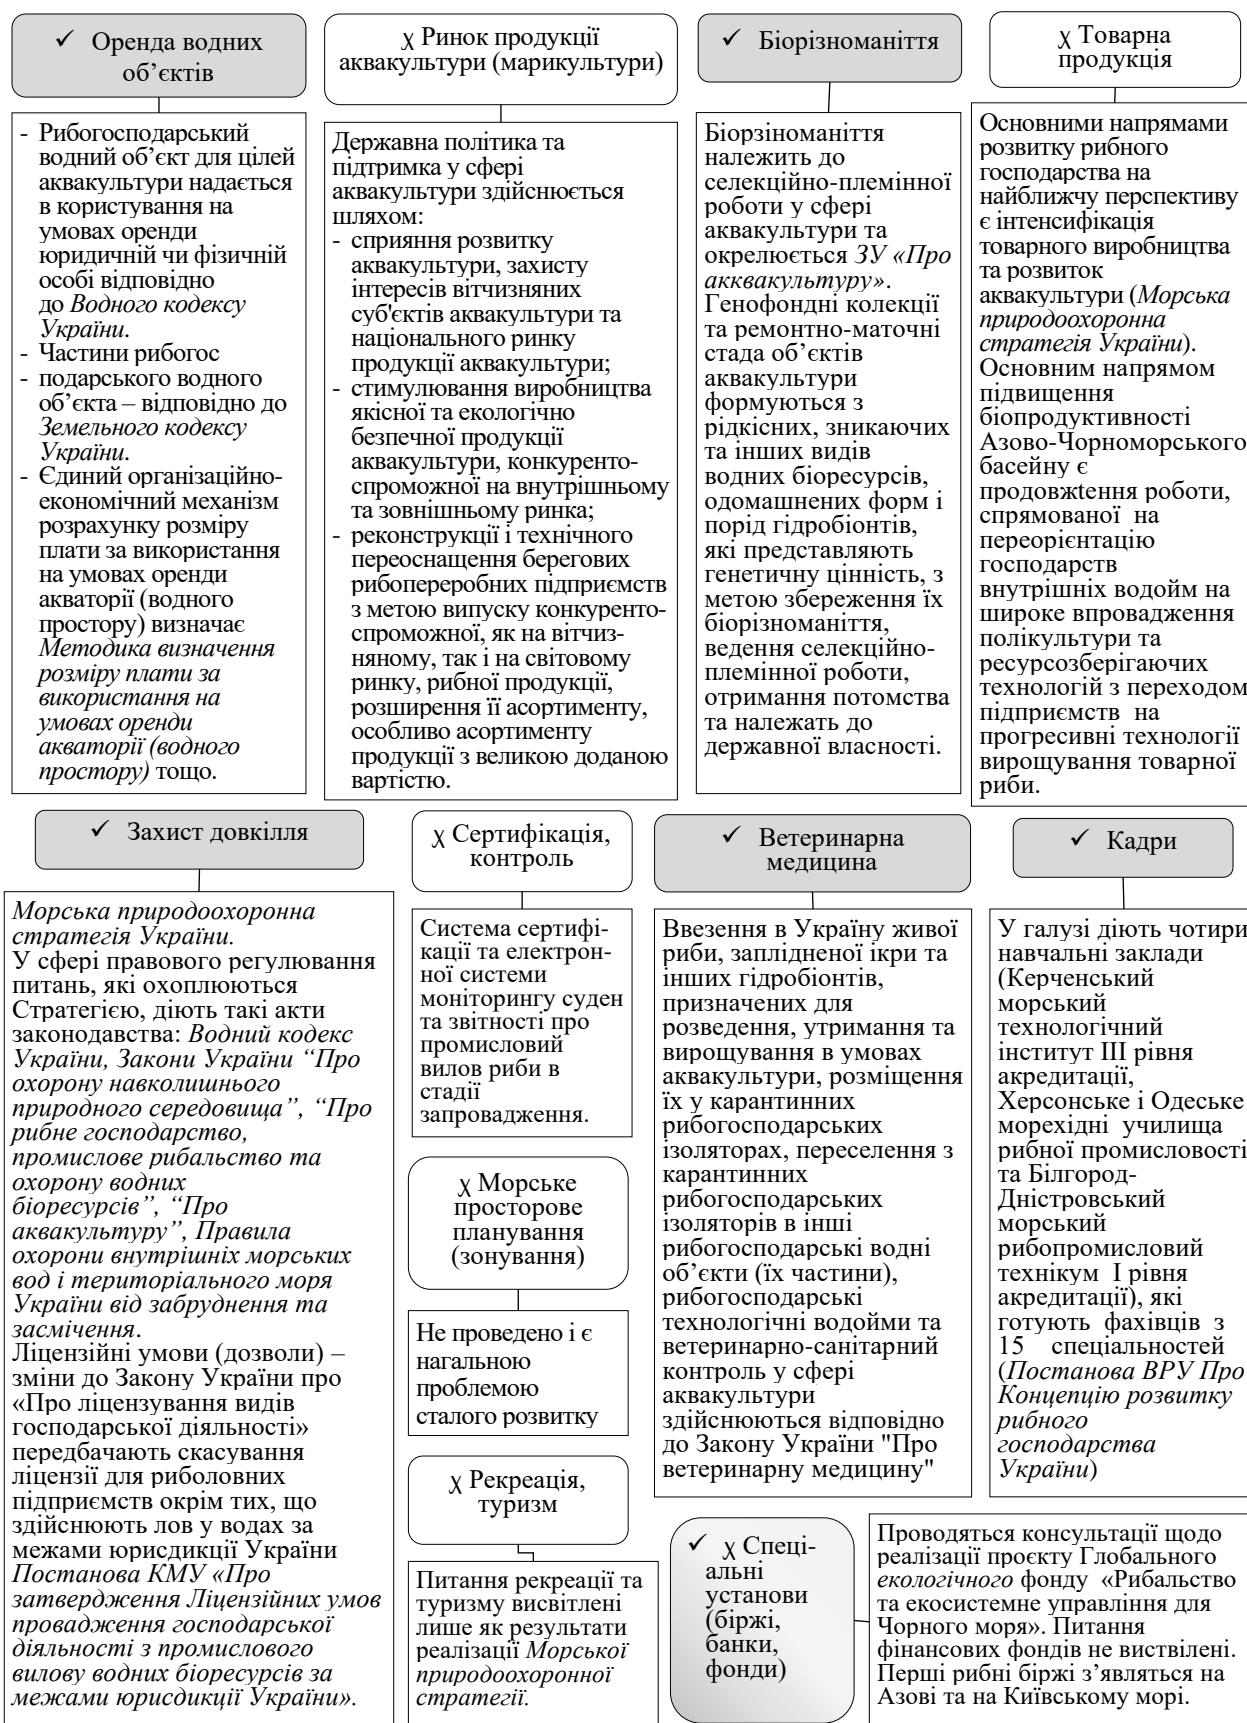 ✓ Оренда водних
об’єктів
- Рибогосподарський
водний об’єкт для цілей
аквакультури надається
в користування на
умовах оренди
юридичній чи фізичній
особі відповідно
до Водного кодексу
України.
- Частини рибогос
- подарського водного
об’єкта – відповідно до
Земельного кодексу
України.
- Єдиний організаційно-
економічний механізм
розрахунку розміру
плати за використання
на умовах оренди
акваторії (водного
простору) визначає
Методика визначення
розміру плати за
використання на
умовах оренди
акваторії (водного
простору) тощо.
χ Ринок продукції
аквакультури (марикультури)
Державна політика та
підтримка у сфері
аквакультури здійснюється
шляхом:
- сприяння розвитку
аквакультури, захисту
інтересів вітчизняних
суб'єктів аквакультури та
національного ринку
продукції аквакультури;
- стимулювання виробництва
якісної та екологічно
безпечної продукції
аквакультури, конкуренто-
спроможної на внутрішньому
та зовнішньому ринка;
- реконструкції і технічного
переоснащення берегових
рибопереробних підприємств
з метою випуску конкуренто-
спроможної, як на вітчиз-
няному, так і на світовому
ринку, рибної продукції,
розширення її асортименту,
особливо асортименту
продукції з великою доданою
вартістю.
✓ Біорізноманіття
Біорзіноманіття
належить до
селекційно-племінної
роботи у сфері
аквакультури та
окрелюється ЗУ «Про
акквакультуру».
Генофондні колекції
та ремонтно-маточні
стада об’єктів
аквакультури
формуються з
рідкісних, зникаючих
та інших видів
водних біоресурсів,
одомашнених форм і
порід гідробіонтів,
які представляють
генетичну цінність, з
метою збереження їх
біорізноманіття,
ведення селекційно-
племінної роботи,
отримання потомства
та належать до
державної власності.
χ Товарна
продукція
Основними напрямами
розвитку рибного
господарства на
найближчу перспективу
є інтенсифікація
товарного виробництва
та розвиток
аквакультури (Морська
природоохоронна
стратегія України).
Основним напрямом
підвищення
біопродуктивності
Азово-Чорноморського
басейну є
продовжtення роботи,
спрямованої на
переорієнтацію
господарств
внутрішніх водойм на
широке впровадження
полікультури та
ресурсозберігаючих
технологій з переходом
підприємств на
прогресивні технології
вирощування товарної
риби.
✓ Захист довкілля
Морська природоохоронна
стратегія України.
У сфері правового регулювання
питань, які охоплюються
Стратегією, діють такі акти
законодавства: Водний кодекс
України, Закони України “Про
охорону навколишнього
природного середовища”, “Про
рибне господарство,
промислове рибальство та
охорону водних
біоресурсів”, “Про
аквакультуру”, Правила
охорони внутрішніх морських
вод і територіального моря
України від забруднення та
засмічення.
Ліцензійні умови (дозволи) –
зміни до Закону України про
«Про ліцензування видів
господарської діяльності»
передбачають скасування
ліцензії для риболовних
підприємств окрім тих, що
здійснюють лов у водах за
межами юрисдикції України
Постанова КМУ «Про
затвердження Ліцензійних умов
провадження господарської
діяльності з промислового
вилову водних біоресурсів за
межами юрисдикції України».
χ Сертифікація,
контроль
Система сертифі-
кації та електрон-
ної системи
моніторингу суден
та звітності про
промисловий
вилов риби в
стадії
запровадження.
χ Морське
просторове
планування
(зонування)
Не проведено і є
нагальною
проблемою
сталого розвитку
χ Рекреація,
туризм
Питання рекреації та
туризму висвітлені
лише як результати
реалізації Морської
природоохоронної
стратегії.
✓ Ветеринарна
медицина
Ввезення в Україну живої
риби, заплідненої ікри та
інших гідробіонтів,
призначених для
розведення, утримання та
вирощування в умовах
аквакультури, розміщення
їх у карантинних
рибогосподарських
ізоляторах, переселення з
карантинних
рибогосподарських
ізоляторів в інші
рибогосподарські водні
об’єкти (їх частини),
рибогосподарські
технологічні водойми та
ветеринарно-санітарний
контроль у сфері
аквакультури
здійснюються відповідно
до Закону України "Про
ветеринарну медицину"
✓ Кадри
У галузі діють чотири
навчальні заклади
(Керченський
морський
технологічний
інститут III рівня
акредитації,
Херсонське і Одеське
морехідні училища
рибної промисловості
та Білгород-
Дністровський
морський
рибопромисловий
технікум I рівня
акредитації), які
готують фахівців з
15 спеціальностей
(Постанова ВРУ Про
Концепцію розвитку
рибного
господарства
України)
✓ χ Спеці-
альні
установи
(біржі,
банки,
фонди)
Проводяться консультації щодо
реалізації проєкту Глобального
екологічного фонду «Рибальство
та екосистемне управління для
Чорного моря». Питання
фінансових фондів не виствілені.
Перші рибні біржі з’являться на
Азові та на Київському морі.